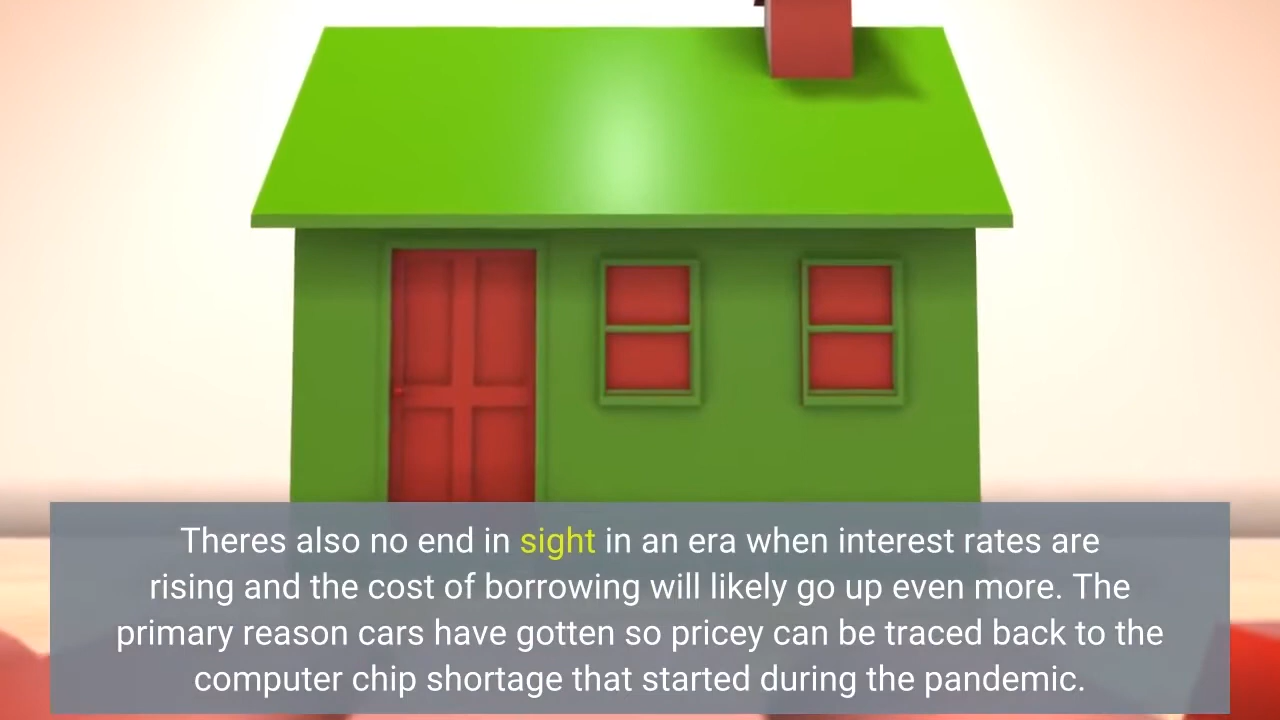 Theres also no end in sight in an era when interest rates are
rising and the cost of borrowing will likely go up even more. The
primary reason cars have gotten so pricey can be traced back to the
computer chip shortage that started during the pandemic.